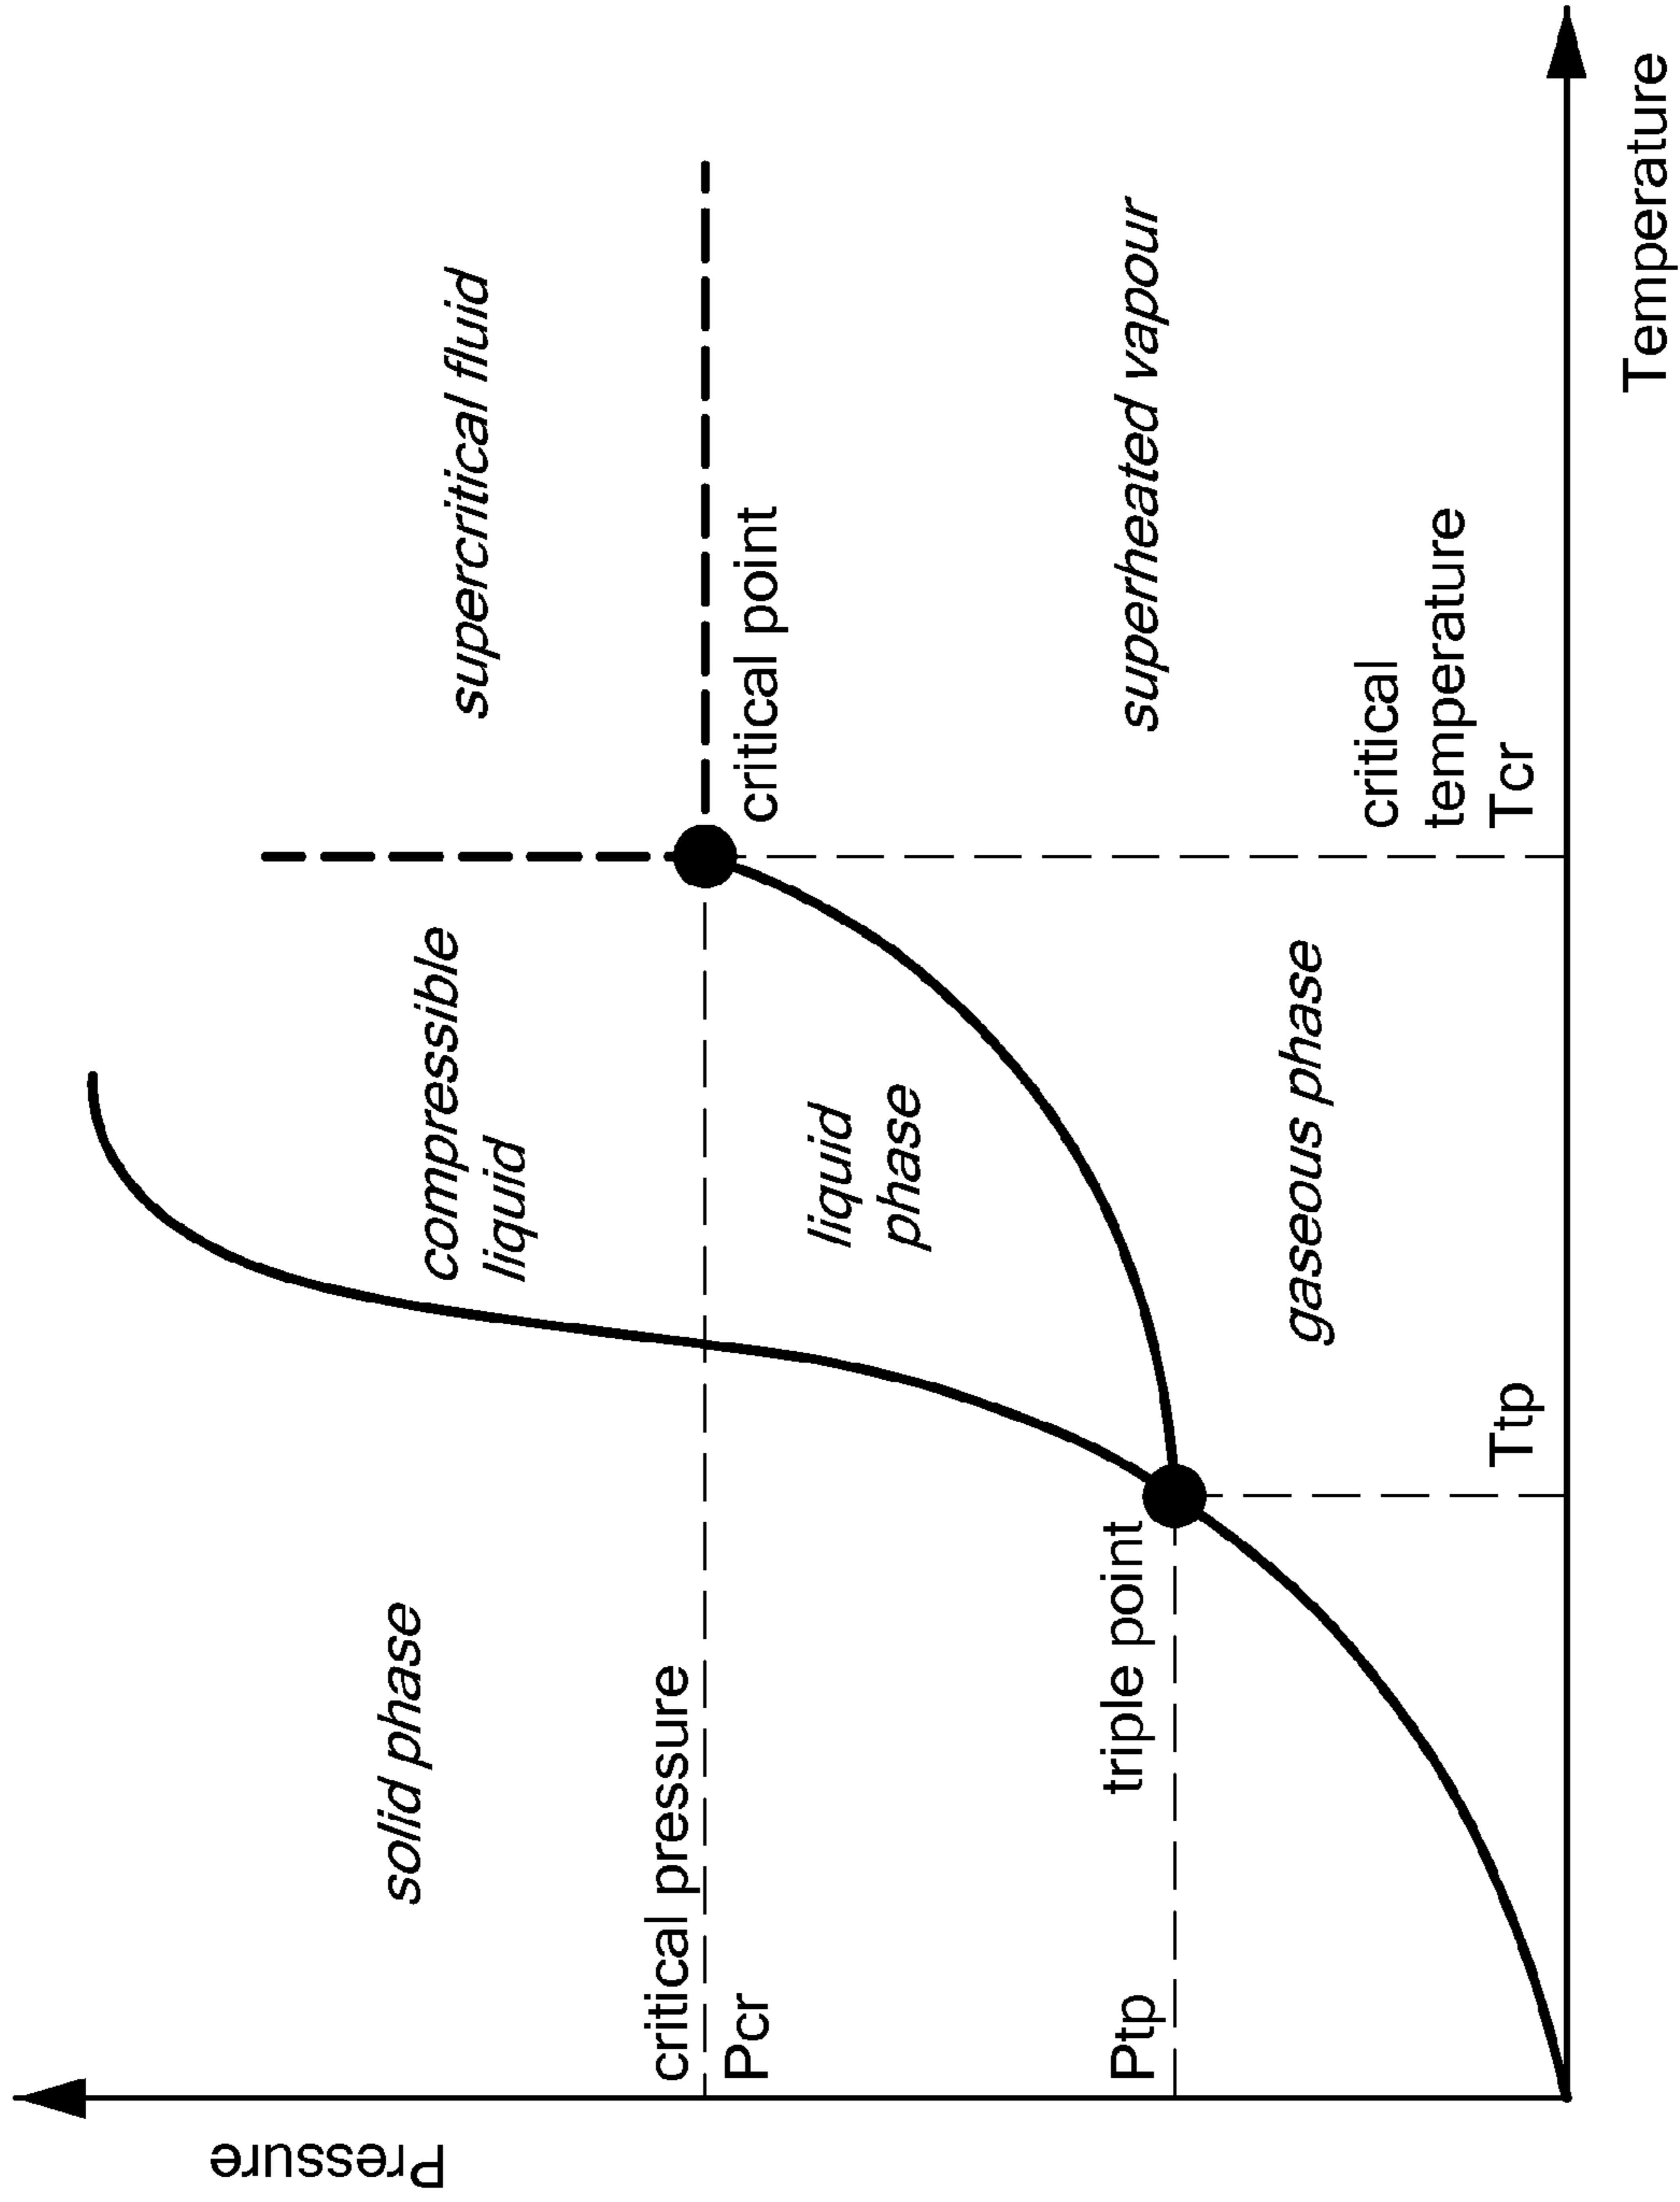 Pressure
solid phase
compressible
liquid
supercritical fluid
critical pressure
Pcr
critical point
liquid
phase
triple point
Ptp
superheated vapour
gaseous phase
critical
temperature
Tcr
Ttp
Temperature